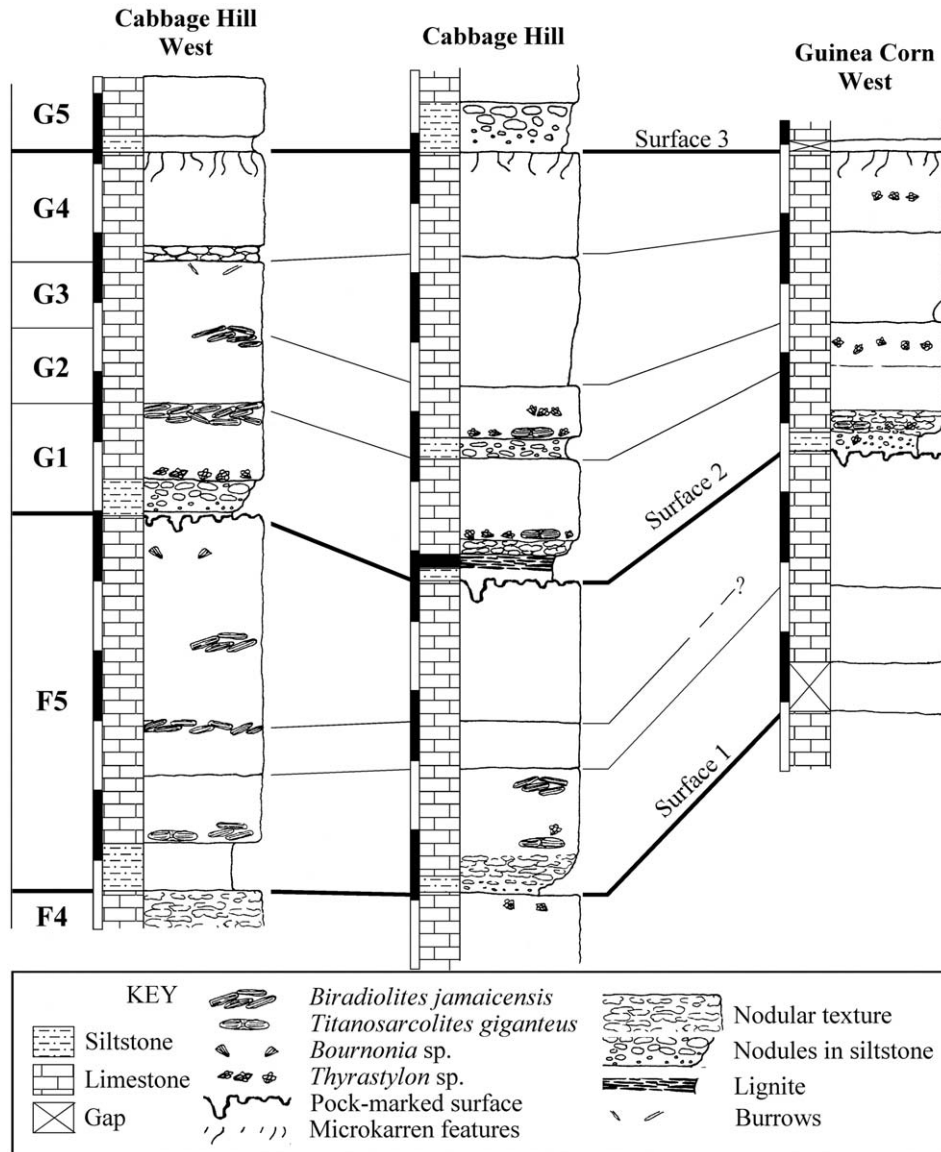 Cabbage Hill
West
Cabbage Hill
Guinea Corn
West
G5
Surface 3
G4
G3
G2
G1
Surface 2
?
F5
Surface 1
F4
KEY
Siltstone
Limestone
Gap
Biradiolites jamaicensis
Titanosarcolites giganteus
Bournonia sp.
Thyrastylon sp.
Pock-marked surface
Microkarren features
Nodular texture
Nodules in siltstone
Lignite
Burrows